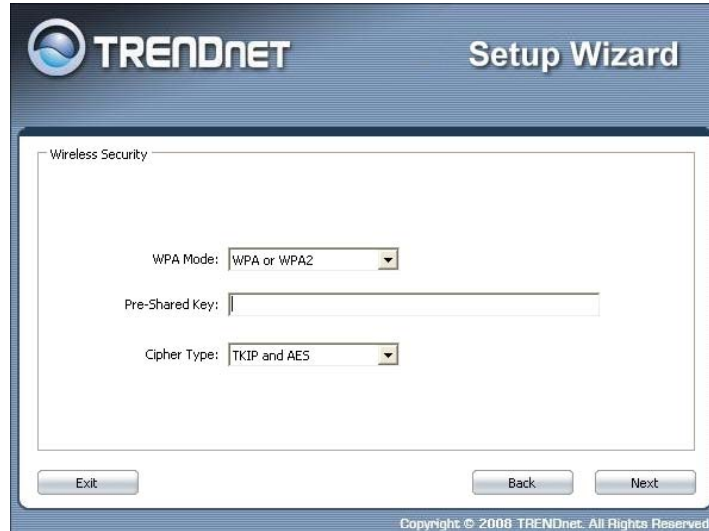 TRENDNET
Setup Wizard
Wireless Security
WPA Mode: WPA or WPA2
Pre-Shared Key:
Cipher Type: TKIP and AES
Exit Back Next
Copyright © 2008 TRENDnet. All Rights Reserved